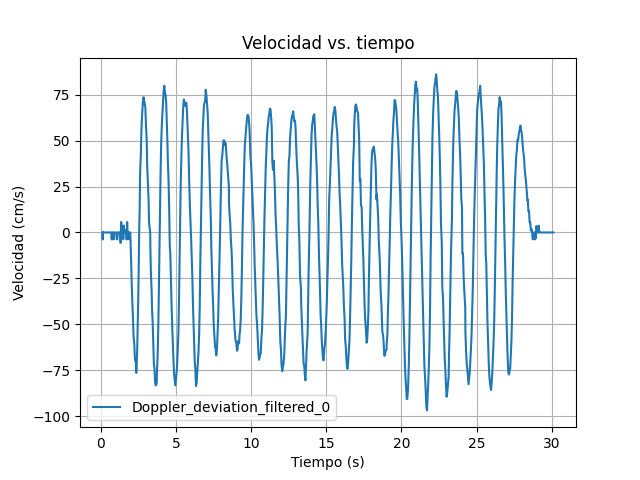 Velocidad vs. tiempo
Velocidad (cm/s)
75
50
25
0
−25
−50
−75
−100
Doppler_deviation_filtered_0
0 5 10 15 20 25 30
Tiempo (s)